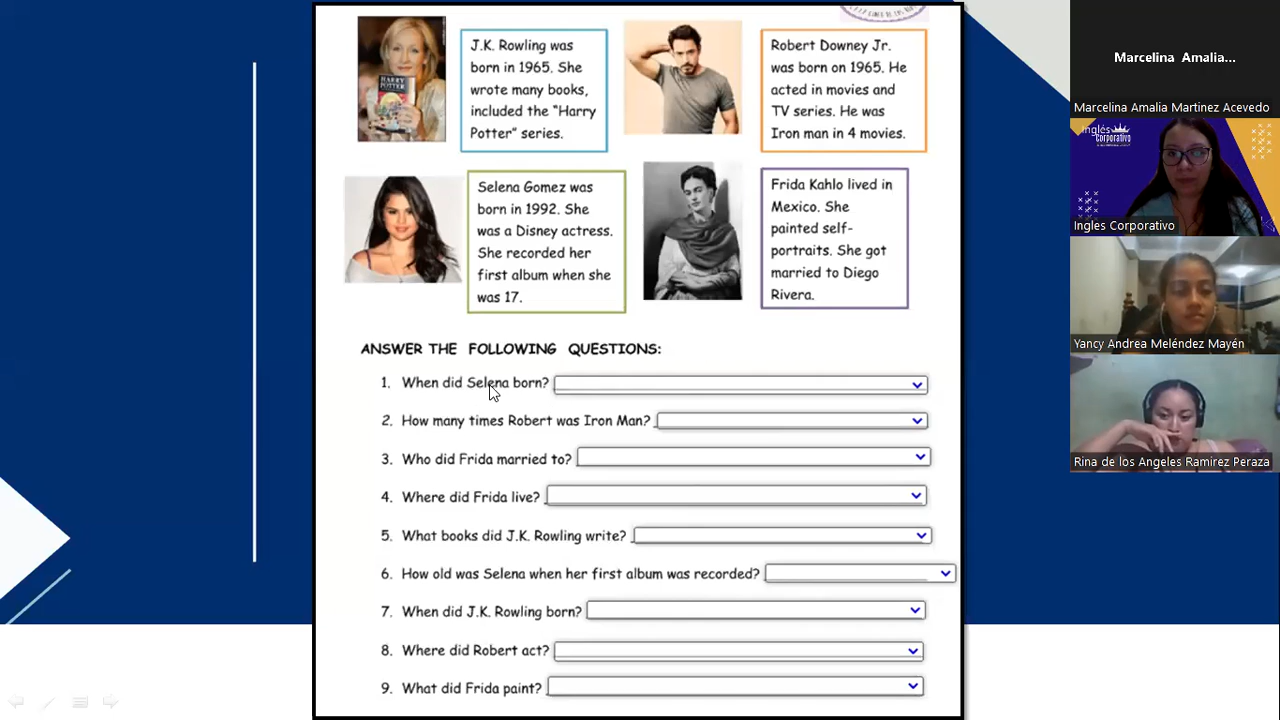 J.K. Rowling was
born in 1965. She
wrote many books,
included the "Harry
Potter" series.
Robert Downey Jr.
was born on 1965. He
acted in movies and
TV series. He was
Iron man in 4 movies.
HARRY
POTTER
Selena Gomez was
born in 1992. She
was a Disney actress.
She recorded her
first album when she
was 17.
Frida Kahlo lived in
Mexico. She
painted self-
portraits. She got
married to Diego
Rivera.
ANSWER THE FOLLOWING QUESTIONS:
1. When did Selena born?
2. How many times Robert was Iron Man?
3. Who did Frida married to?
4. Where did Frida live?
5. What books did J.K. Rowling write?
6. How old was Selena when her first album was recorded?
7. When did J.K. Rowling born?
8. Where did Robert act?
9. What did Frida paint?
Marcelina Amalia...
Marcelina Amalia Martinez Acevedo
Inglés
Corporativo
Ingles Corporativo
Yancy Andrea Meléndez Mayén
Rina de los Angeles Ramirez Peraza